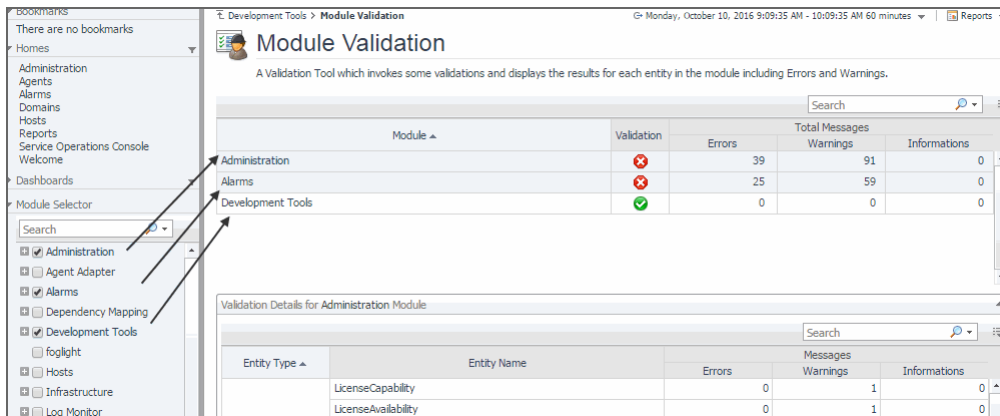 Bookmarks
There are no bookmarks
Homes
Administration
Agents
Alarms
Domains
Hosts
Reports
Service Operations Console
Welcome
Dashboards
Module Selector
Search
Administration
Agent Adapter
Alarms
Dependency Mapping
Development Tools
foglight
Hosts
Infrastructure
Log Monitor
Development Tools > Module Validation
Monday, October 10, 2016 9:09:35 AM - 10:09:35 AM 60 minutes
Reports
Module Validation
A Validation Tool which invokes some validations and displays the results for each entity in the module including Errors and Warnings.
Search
Module Validation Total Messages
Errors Warnings Informations
Administration 39 91 0
Alarms 25 59 0
Development Tools 0 0 0
Validation Details for Administration Module
Search
Entity Type Entity Name Messages
Errors Warnings Informations
LicenseCapability 0 1 0
LicenseAvailability 0 1 0